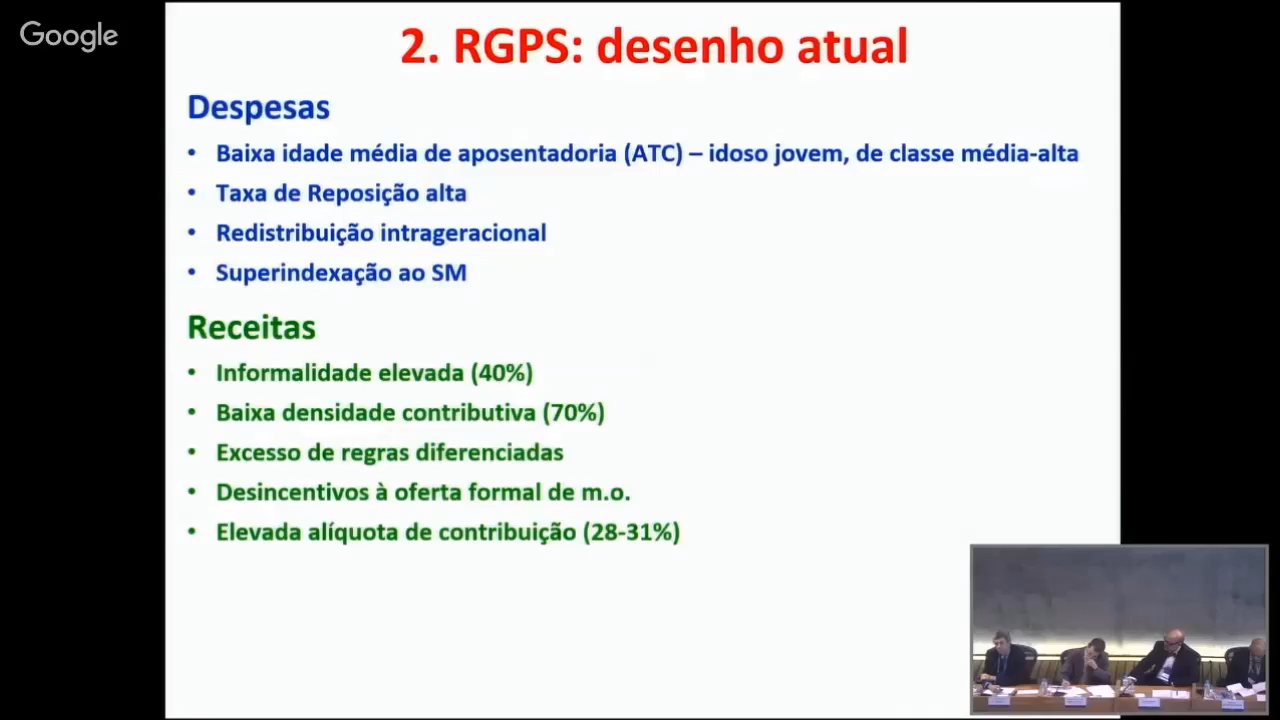 Google
2. RGPS: desenho atual
Despesas
• Baixa idade média de aposentadoria (ATC) – idoso jovem, de classe média-alta
• Taxa de Reposição alta
• Redistribuição intrageracional
• Superindexação ao SM
Receitas
• Informalidade elevada (40%)
• Baixa densidade contributiva (70%)
• Excesso de regras diferenciadas
• Desincentivos à oferta formal de m.o.
• Elevada alíquota de contribuição (28-31%)